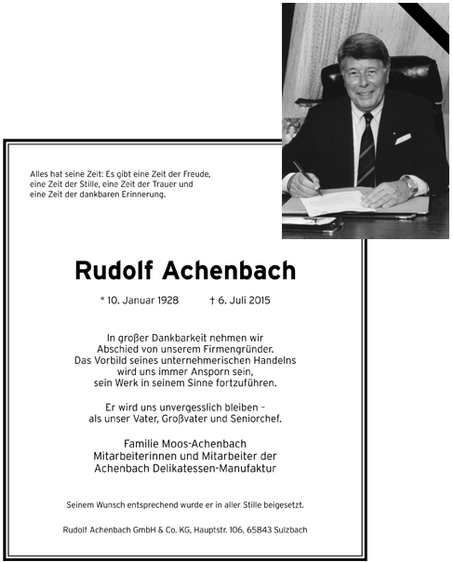 Alles hat seine Zeit: Es gibt eine Zeit der Freude,
eine Zeit der Stille, eine Zeit der Trauer und
eine Zeit der dankbaren Erinnerung.
Rudolf Achenbach
* 10. Januar 1928 † 6. Juli 2015
In großer Dankbarkeit nehmen wir
Abschied von unserem Firmengründer.
Das Vorbild seines unternehmerischen Handelns
wird uns immer Ansporn sein,
sein Werk in seinem Sinne fortzuführen.
Er wird uns unvergesslich bleiben –
als unser Vater, Großvater und Seniorchef.
Familie Moos-Achenbach
Mitarbeiterinnen und Mitarbeiter der
Achenbach Delikatessen-Manufaktur
Seinem Wunsch entsprechend wurde er in aller Stille beigesetzt.
Rudolf Achenbach GmbH & Co. KG, Hauptstr. 106, 65843 Sulzbach